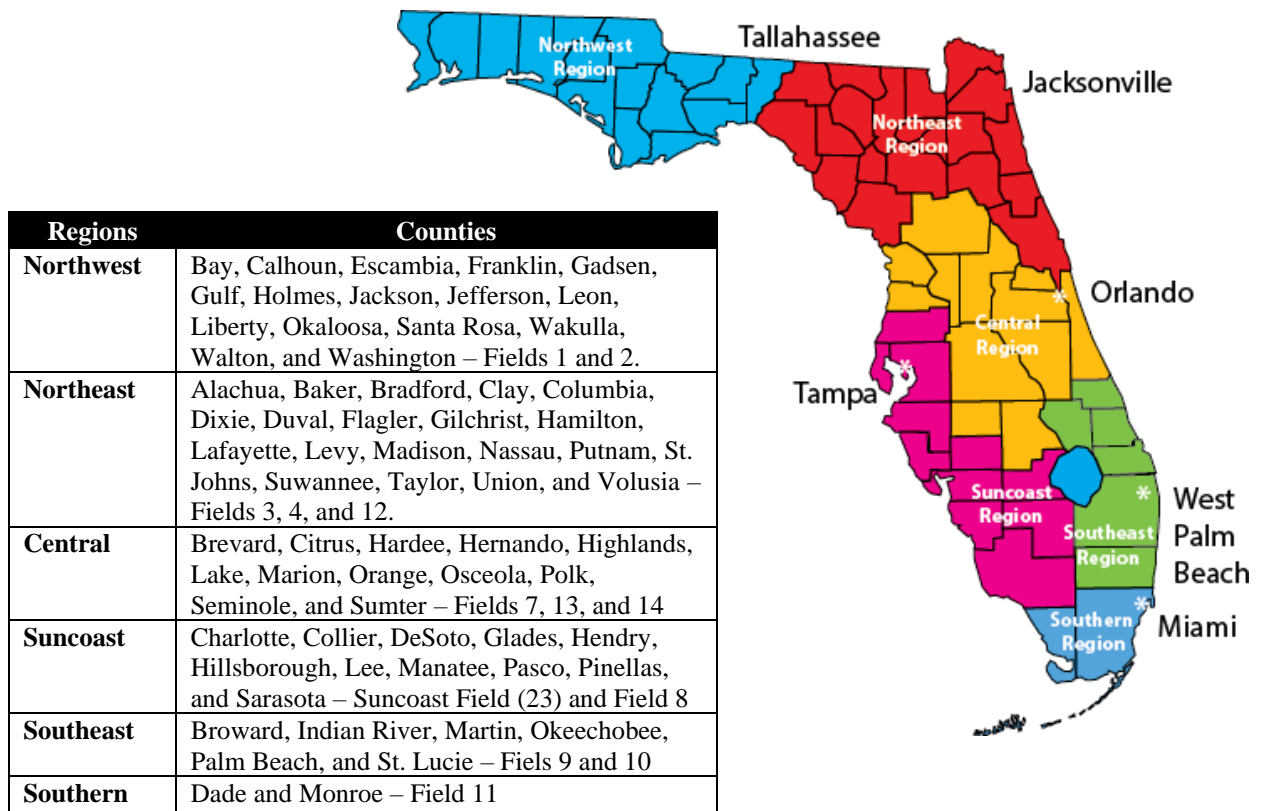 Tallahassee
Northwest
Region
Jacksonville
Northeast
Region
Orlando
*
Central
Region
Tampa
*
Suncoast
Region
*
West
Palm
Beach
Southeast
Region
*
Miami
Southern
Region
Regions Counties
Northwest Bay, Calhoun, Escambia, Franklin, Gadsen,
Gulf, Holmes, Jackson, Jefferson, Leon,
Liberty, Okaloosa, Santa Rosa, Wakulla,
Walton, and Washington – Fields 1 and 2.
Northeast Alachua, Baker, Bradford, Clay, Columbia,
Dixie, Duval, Flagler, Gilchrist, Hamilton,
Lafayette, Levy, Madison, Nassau, Putnam, St.
Johns, Suwannee, Taylor, Union, and Volusia –
Fields 3, 4, and 12.
Central Brevard, Citrus, Hardee, Hernando, Highlands,
Lake, Marion, Orange, Osceola, Polk,
Seminole, and Sumter – Fields 7, 13, and 14
Suncoast Charlotte, Collier, DeSoto, Glades, Hendry,
Hillsborough, Lee, Manatee, Pasco, Pinellas,
and Sarasota – Suncoast Field (23) and Field 8
Southeast Broward, Indian River, Martin, Okeechobee,
Palm Beach, and St. Lucie – Fiels 9 and 10
Southern Dade and Monroe – Field 11